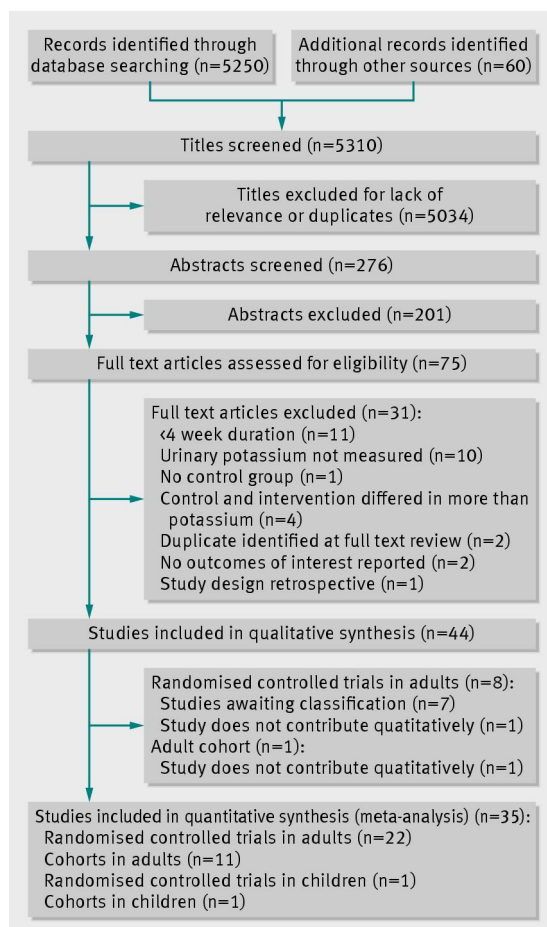 Records identified through
database searching (n=5250)
Additional records identified
through other sources (n=60)
Titles screened (n=5310)
Titles excluded for lack of
relevance or duplicates (n=5034)
Abstracts screened (n=276)
Abstracts excluded (n=201)
Full text articles assessed for eligibility (n=75)
Full text articles excluded (n=31):
<4 week duration (n=11)
Urinary potassium not measured (n=10)
No control group (n=1)
Control and intervention differed in more than
potassium (n=4)
Duplicate identified at full text review (n=2)
No outcomes of interest reported (n=2)
Study design retrospective (n=1)
Studies included in qualitative synthesis (n=44)
Randomised controlled trials in adults (n=8):
Studies awaiting classification (n=7)
Study does not contribute quatitatively (n=1)
Adult cohort (n=1):
Study does not contribute quatitatively (n=1)
Studies included in quantitative synthesis (meta-analysis) (n=35):
Randomised controlled trials in adults (n=22)
Cohorts in adults (n=11)
Randomised controlled trials in children (n=1)
Cohorts in children (n=1)